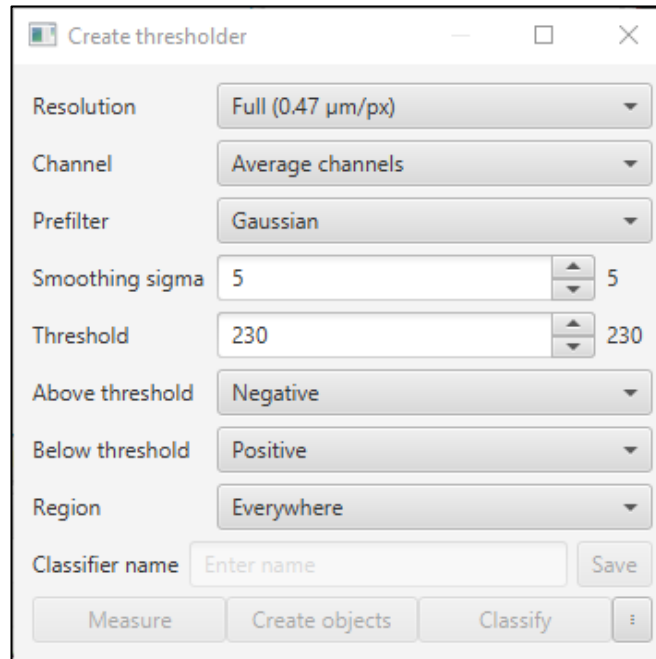 Create thresholder
Resolution Full (0.47 µm/px)
Channel Average channels
Prefilter Gaussian
Smoothing sigma 5 5
Threshold 230 230
Above threshold Negative
Below threshold Positive
Region Everywhere
Classifier name Enter name Save
Measure Create objects Classify